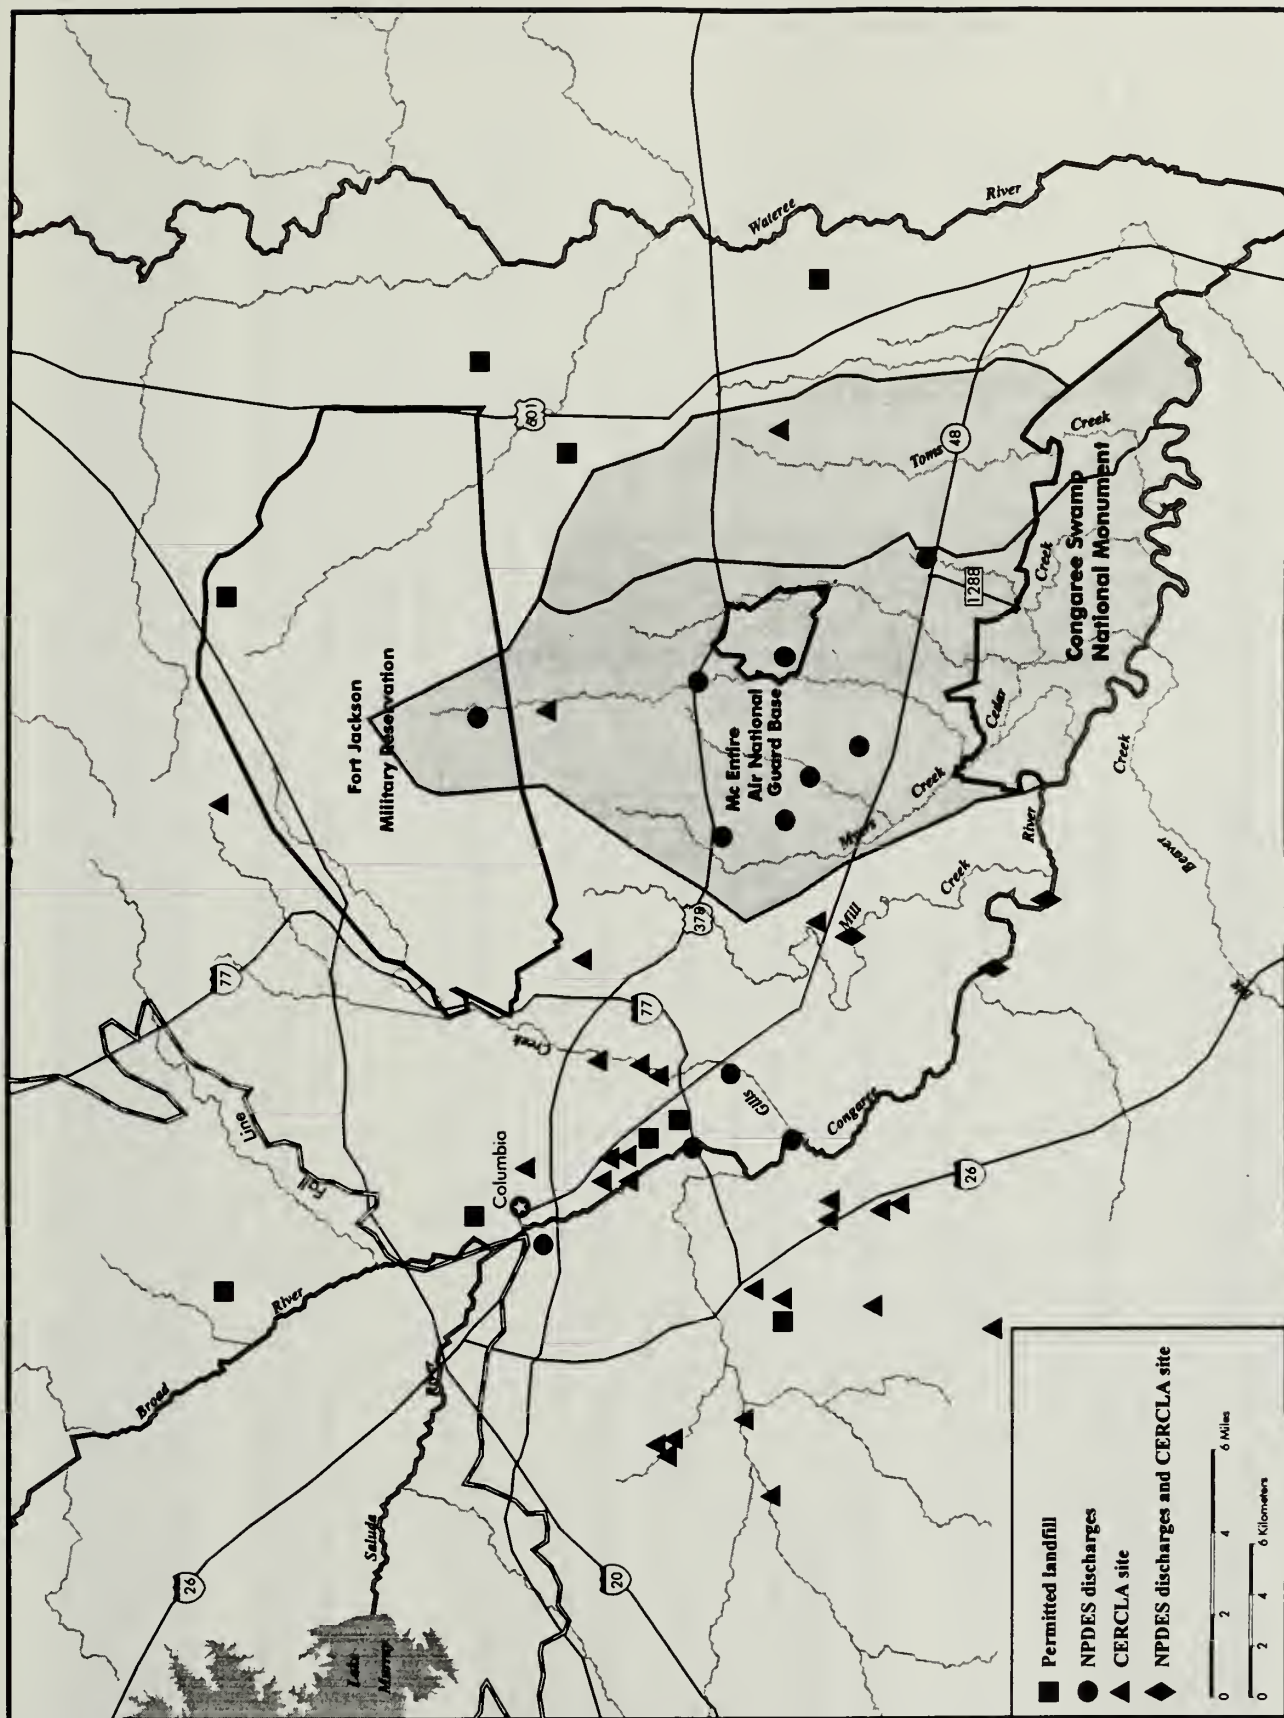 Fort Jackson
Military Reservation
Mc Entire
Air National
Guard Base
Congaree Swamp
National Monument
Columbia
Wateree
River
Toms
Creek
Creek
Cedar
Creek
Myers
Creek
Mill
River
Creek
Beaver
Congaree
Gills
Creek
Fall
Line
Broad
River
Saluda
River
Lake
Murray
601
48
1288
378
77
77
26
26
20
Permitted landfill
NPDES discharges
CERCLA site
NPDES discharges and CERCLA site
0 2 4 6 Miles
0 2 4 6 Kilometers